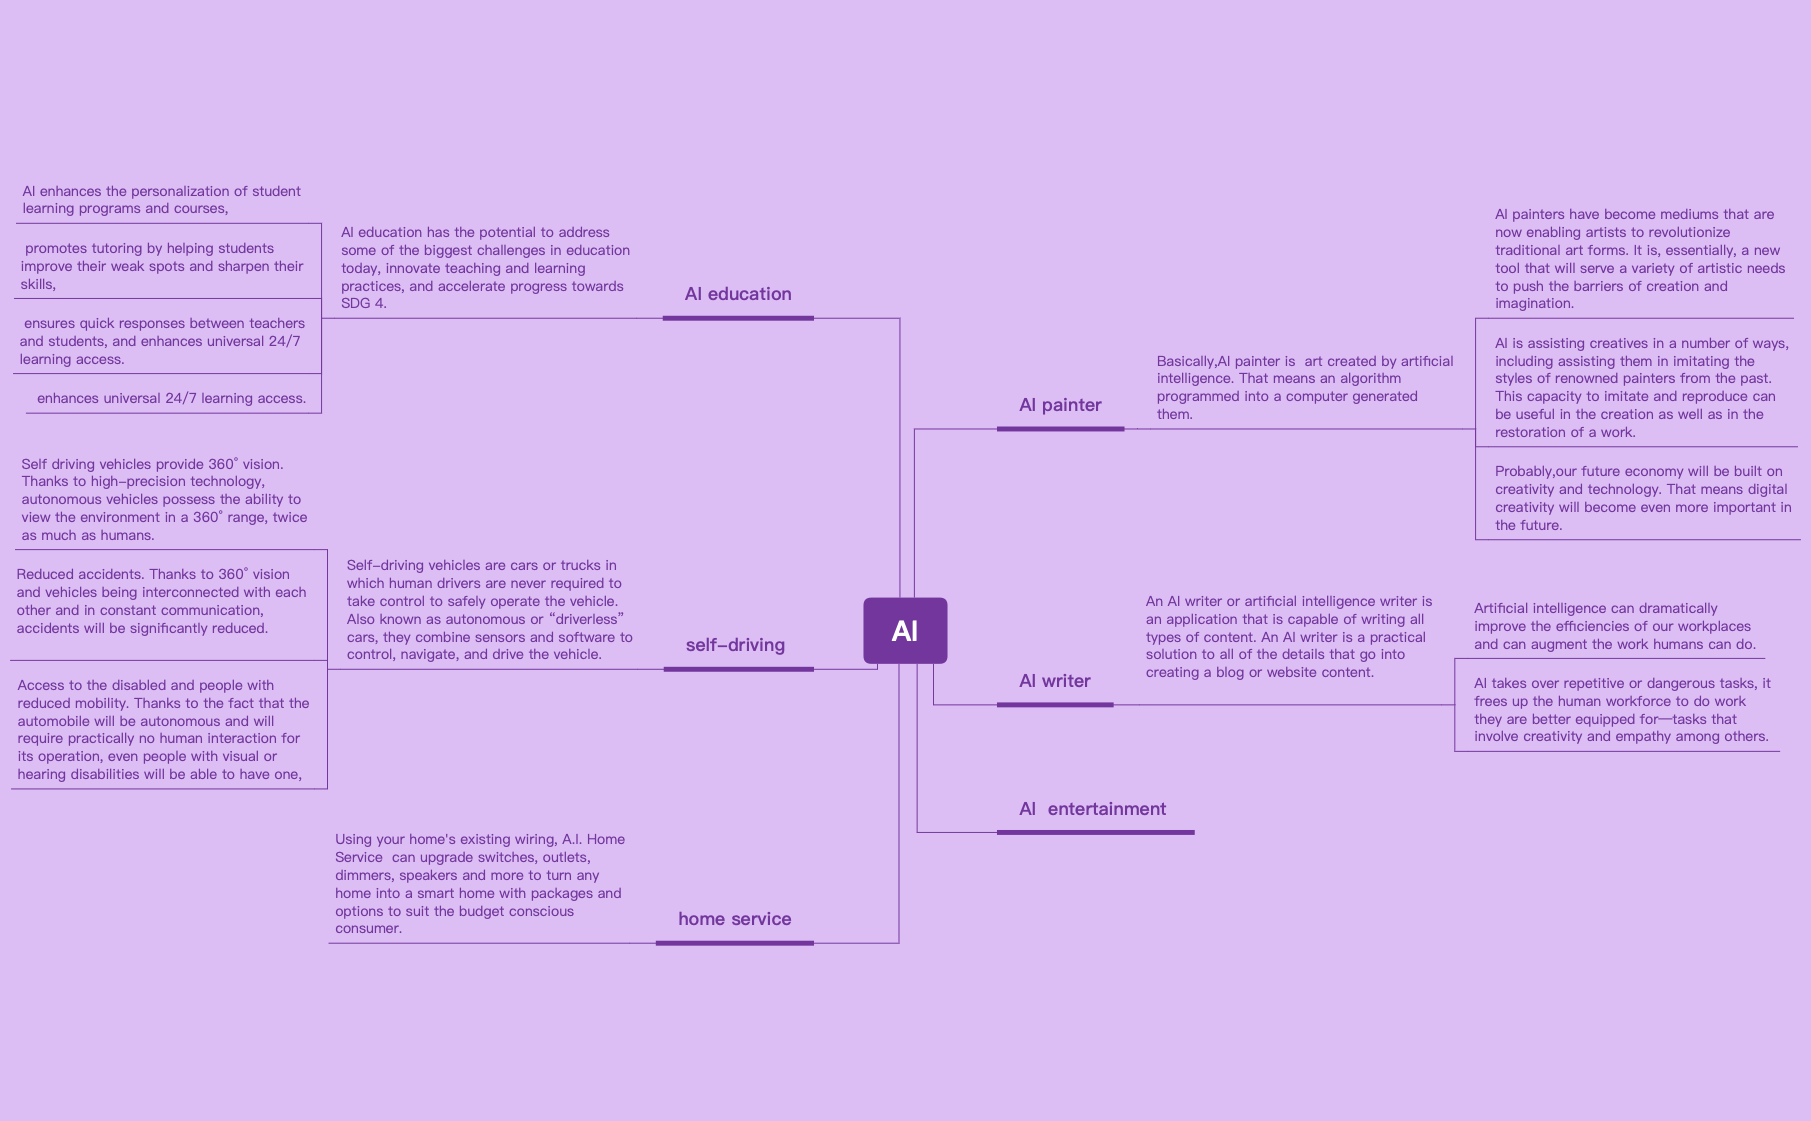 AI
AI education
AI education has the potential to address
some of the biggest challenges in education
today, innovate teaching and learning
practices, and accelerate progress towards
SDG 4.
AI enhances the personalization of student
learning programs and courses,
promotes tutoring by helping students
improve their weak spots and sharpen their
skills,
ensures quick responses between teachers
and students, and enhances universal 24/7
learning access.
enhances universal 24/7 learning access.
self-driving
Self-driving vehicles are cars or trucks in
which human drivers are never required to
take control to safely operate the vehicle.
Also known as autonomous or “driverless”
cars, they combine sensors and software to
control, navigate, and drive the vehicle.
Self driving vehicles provide 360° vision.
Thanks to high-precision technology,
autonomous vehicles possess the ability to
view the environment in a 360° range, twice
as much as humans.
Reduced accidents. Thanks to 360° vision
and vehicles being interconnected with each
other and in constant communication,
accidents will be significantly reduced.
Access to the disabled and people with
reduced mobility. Thanks to the fact that the
automobile will be autonomous and will
require practically no human interaction for
its operation, even people with visual or
hearing disabilities will be able to have one,
home service
Using your home's existing wiring, A.I. Home
Service  can upgrade switches, outlets,
dimmers, speakers and more to turn any
home into a smart home with packages and
options to suit the budget conscious
consumer.
AI painter
Basically,AI painter is  art created by artificial
intelligence. That means an algorithm
programmed into a computer generated
them.
AI painters have become mediums that are
now enabling artists to revolutionize
traditional art forms. It is, essentially, a new
tool that will serve a variety of artistic needs
to push the barriers of creation and
imagination.
AI is assisting creatives in a number of ways,
including assisting them in imitating the
styles of renowned painters from the past.
This capacity to imitate and reproduce can
be useful in the creation as well as in the
restoration of a work.
Probably,our future economy will be built on
creativity and technology. That means digital
creativity will become even more important in
the future.
AI writer
An AI writer or artificial intelligence writer is
an application that is capable of writing all
types of content. An AI writer is a practical
solution to all of the details that go into
creating a blog or website content.
Artificial intelligence can dramatically
improve the efficiencies of our workplaces
and can augment the work humans can do.
AI takes over repetitive or dangerous tasks, it
frees up the human workforce to do work
they are better equipped for—tasks that
involve creativity and empathy among others.
AI  entertainment